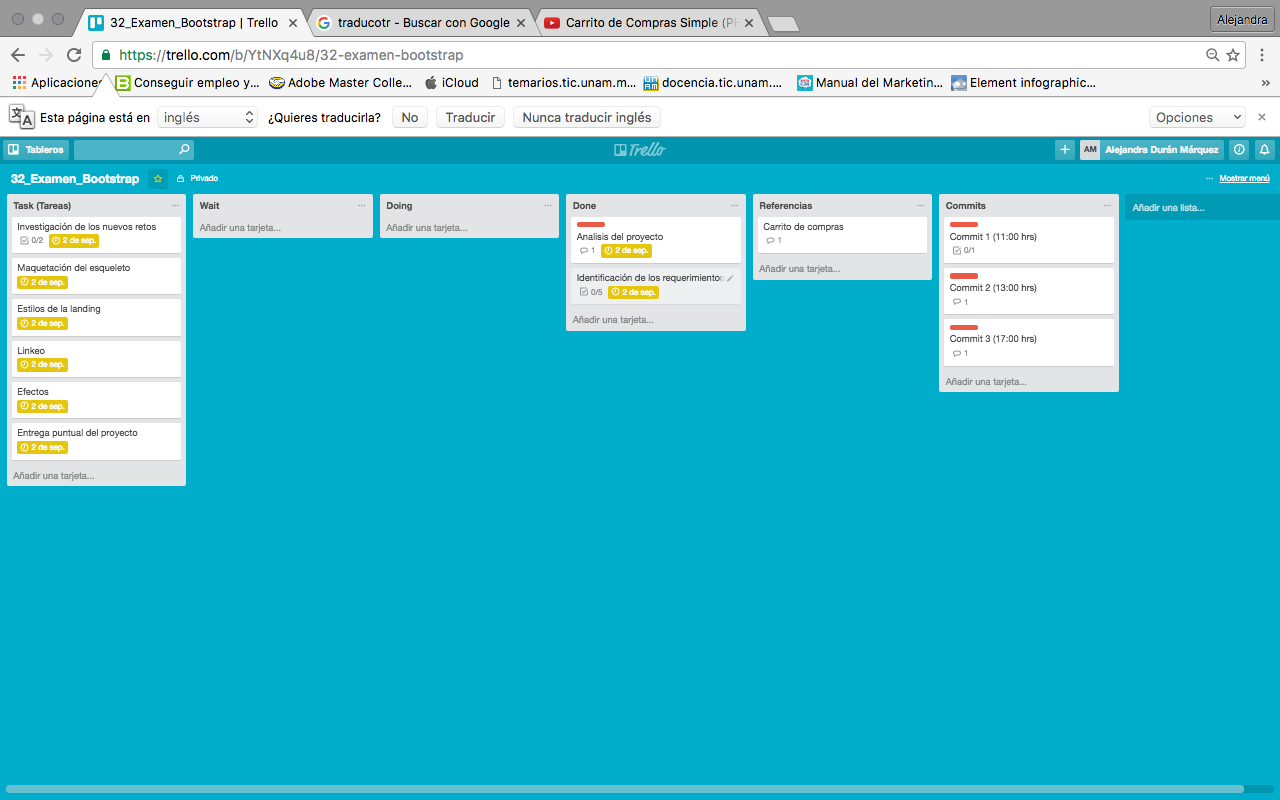 32_Examen_Bootstrap | Trello
traducotr - Buscar con Google
Carrito de Compras Simple (PH
Alejandra
https://trello.com/b/YtNXq4u8/32-examen-bootstrap
Aplicaciones
Conseguir empleo y...
Adobe Master Colle...
iCloud
temarios.tic.unam.m...
docencia.tic.unam....
Manual del Marketin...
Element infographic...
»
Esta página está en
inglés
¿Quieres traducirla?
No
Traducir
Nunca traducir inglés
Opciones
Tableros
Trello
AM
Alejandra Durán Márquez
32_Examen_Bootstrap
Privado
... Mostrar menú
Task (Tareas)
Investigación de los nuevos retos
0/2 2 de sep.
Maquetación del esqueleto
2 de sep.
Estilos de la landing
2 de sep.
Linkeo
2 de sep.
Efectos
2 de sep.
Entrega puntual del proyecto
2 de sep.
Añadir una tarjeta...
Wait
Añadir una tarjeta...
Doing
Añadir una tarjeta...
Done
Analisis del proyecto
1 2 de sep.
Identificación de los requerimientos
0/5 2 de sep.
Añadir una tarjeta...
Referencias
Carrito de compras
1
Añadir una tarjeta...
Commits
Commit 1 (11:00 hrs)
0/1
Commit 2 (13:00 hrs)
1
Commit 3 (17:00 hrs)
1
Añadir una tarjeta...
Añadir una lista...